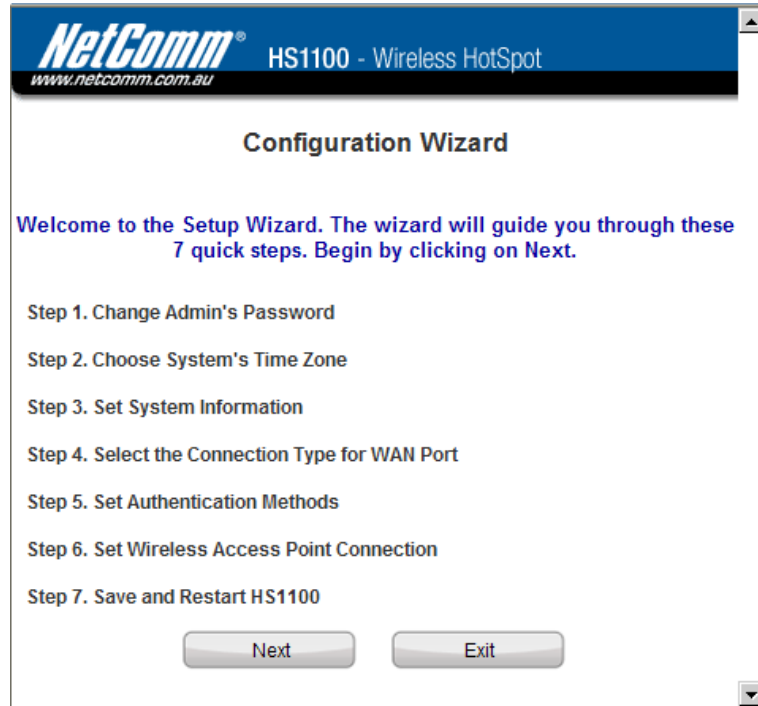 NetComm®
HS1100 - Wireless HotSpot
www.netcomm.com.au
Configuration Wizard
Welcome to the Setup Wizard. The wizard will guide you through these
7 quick steps. Begin by clicking on Next.
Step 1. Change Admin's Password
Step 2. Choose System's Time Zone
Step 3. Set System Information
Step 4. Select the Connection Type for WAN Port
Step 5. Set Authentication Methods
Step 6. Set Wireless Access Point Connection
Step 7. Save and Restart HS1100
Next
Exit